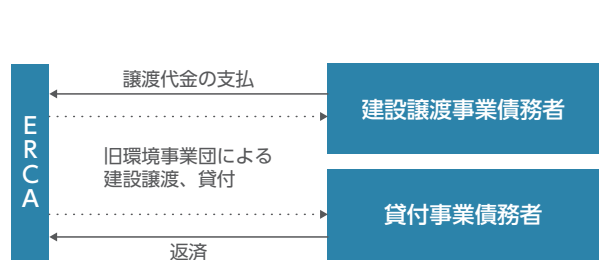 譲渡代金の支払
建設譲渡事業債務者
ERCA
旧環境事業団による
建設譲渡、貸付
貸付事業債務者
返済